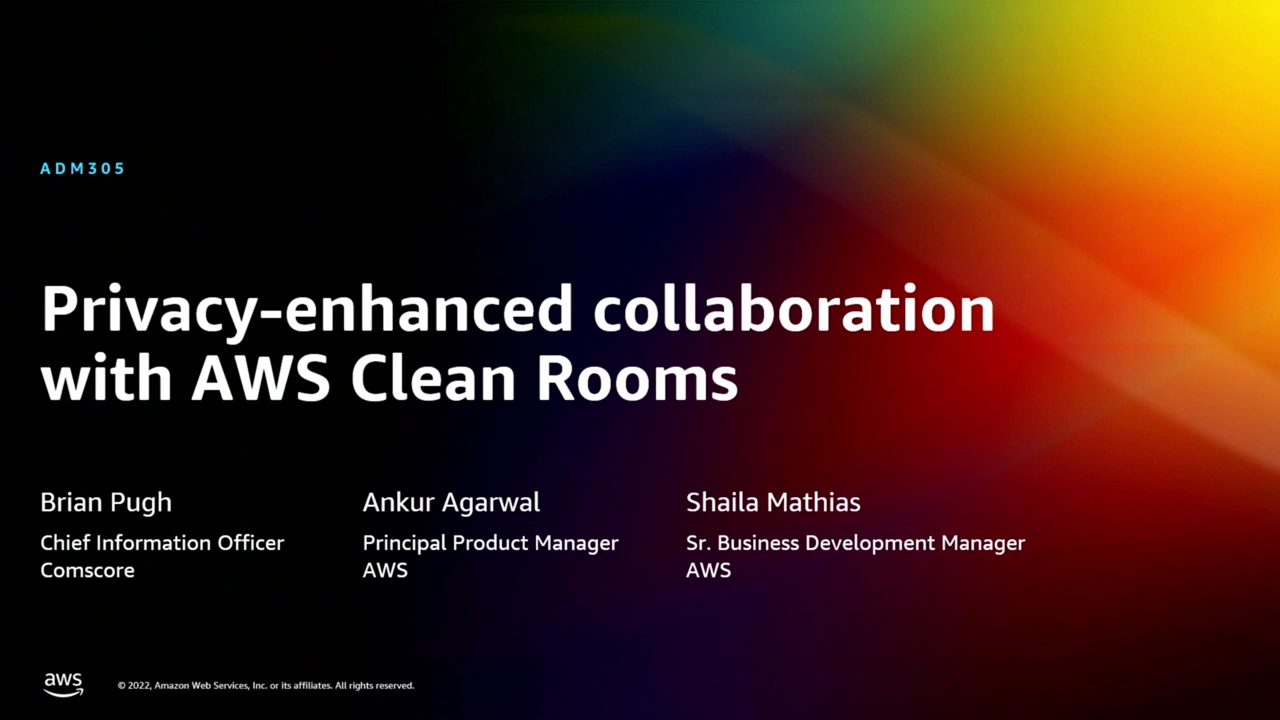 ADM305
Privacy-enhanced collaboration
with AWS Clean Rooms
Brian Pugh
Chief Information Officer
Comscore
Ankur Agarwal
Principal Product Manager
AWS
Shaila Mathias
Sr. Business Development Manager
AWS
aws
© 2022, Amazon Web Services, Inc. or its affiliates. All rights reserved.